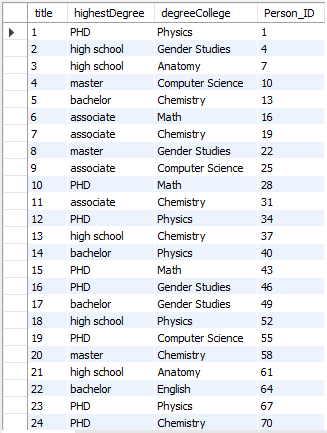 title highestDegree degreeCollege Person_ID
1 PHD Physics 1
2 high school Gender Studies 4
3 high school Anatomy 7
4 master Computer Science 10
5 bachelor Chemistry 13
6 associate Math 16
7 associate Chemistry 19
8 master Gender Studies 22
9 associate Computer Science 25
10 PHD Math 28
11 associate Chemistry 31
12 PHD Physics 34
13 high school Chemistry 37
14 bachelor Physics 40
15 PHD Math 43
16 PHD Gender Studies 46
17 bachelor Gender Studies 49
18 high school Physics 52
19 PHD Computer Science 55
20 master Chemistry 58
21 high school Anatomy 61
22 bachelor English 64
23 PHD Physics 67
24 PHD Chemistry 70